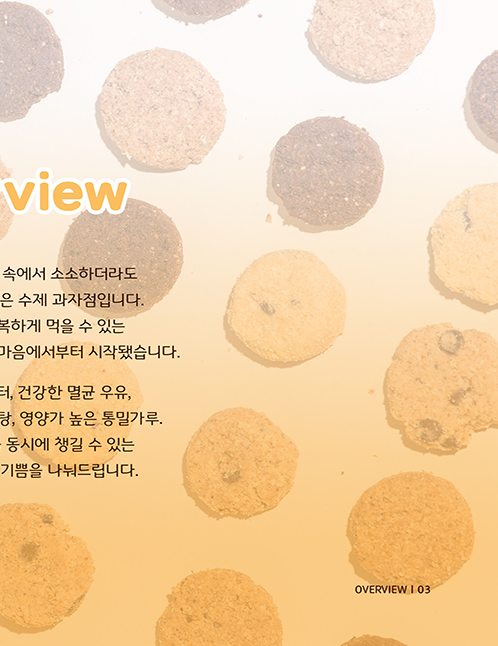 view
속에서 소소하더라도
은 수제 과자점입니다.
복하게 먹을 수 있는
마음에서부터 시작됐습니다.
터, 건강한 멸균 우유,
탕, 영양가 높은 통밀가루.
동시에 챙길 수 있는
기쁨을 나눠드립니다.
OVERVIEW | 03